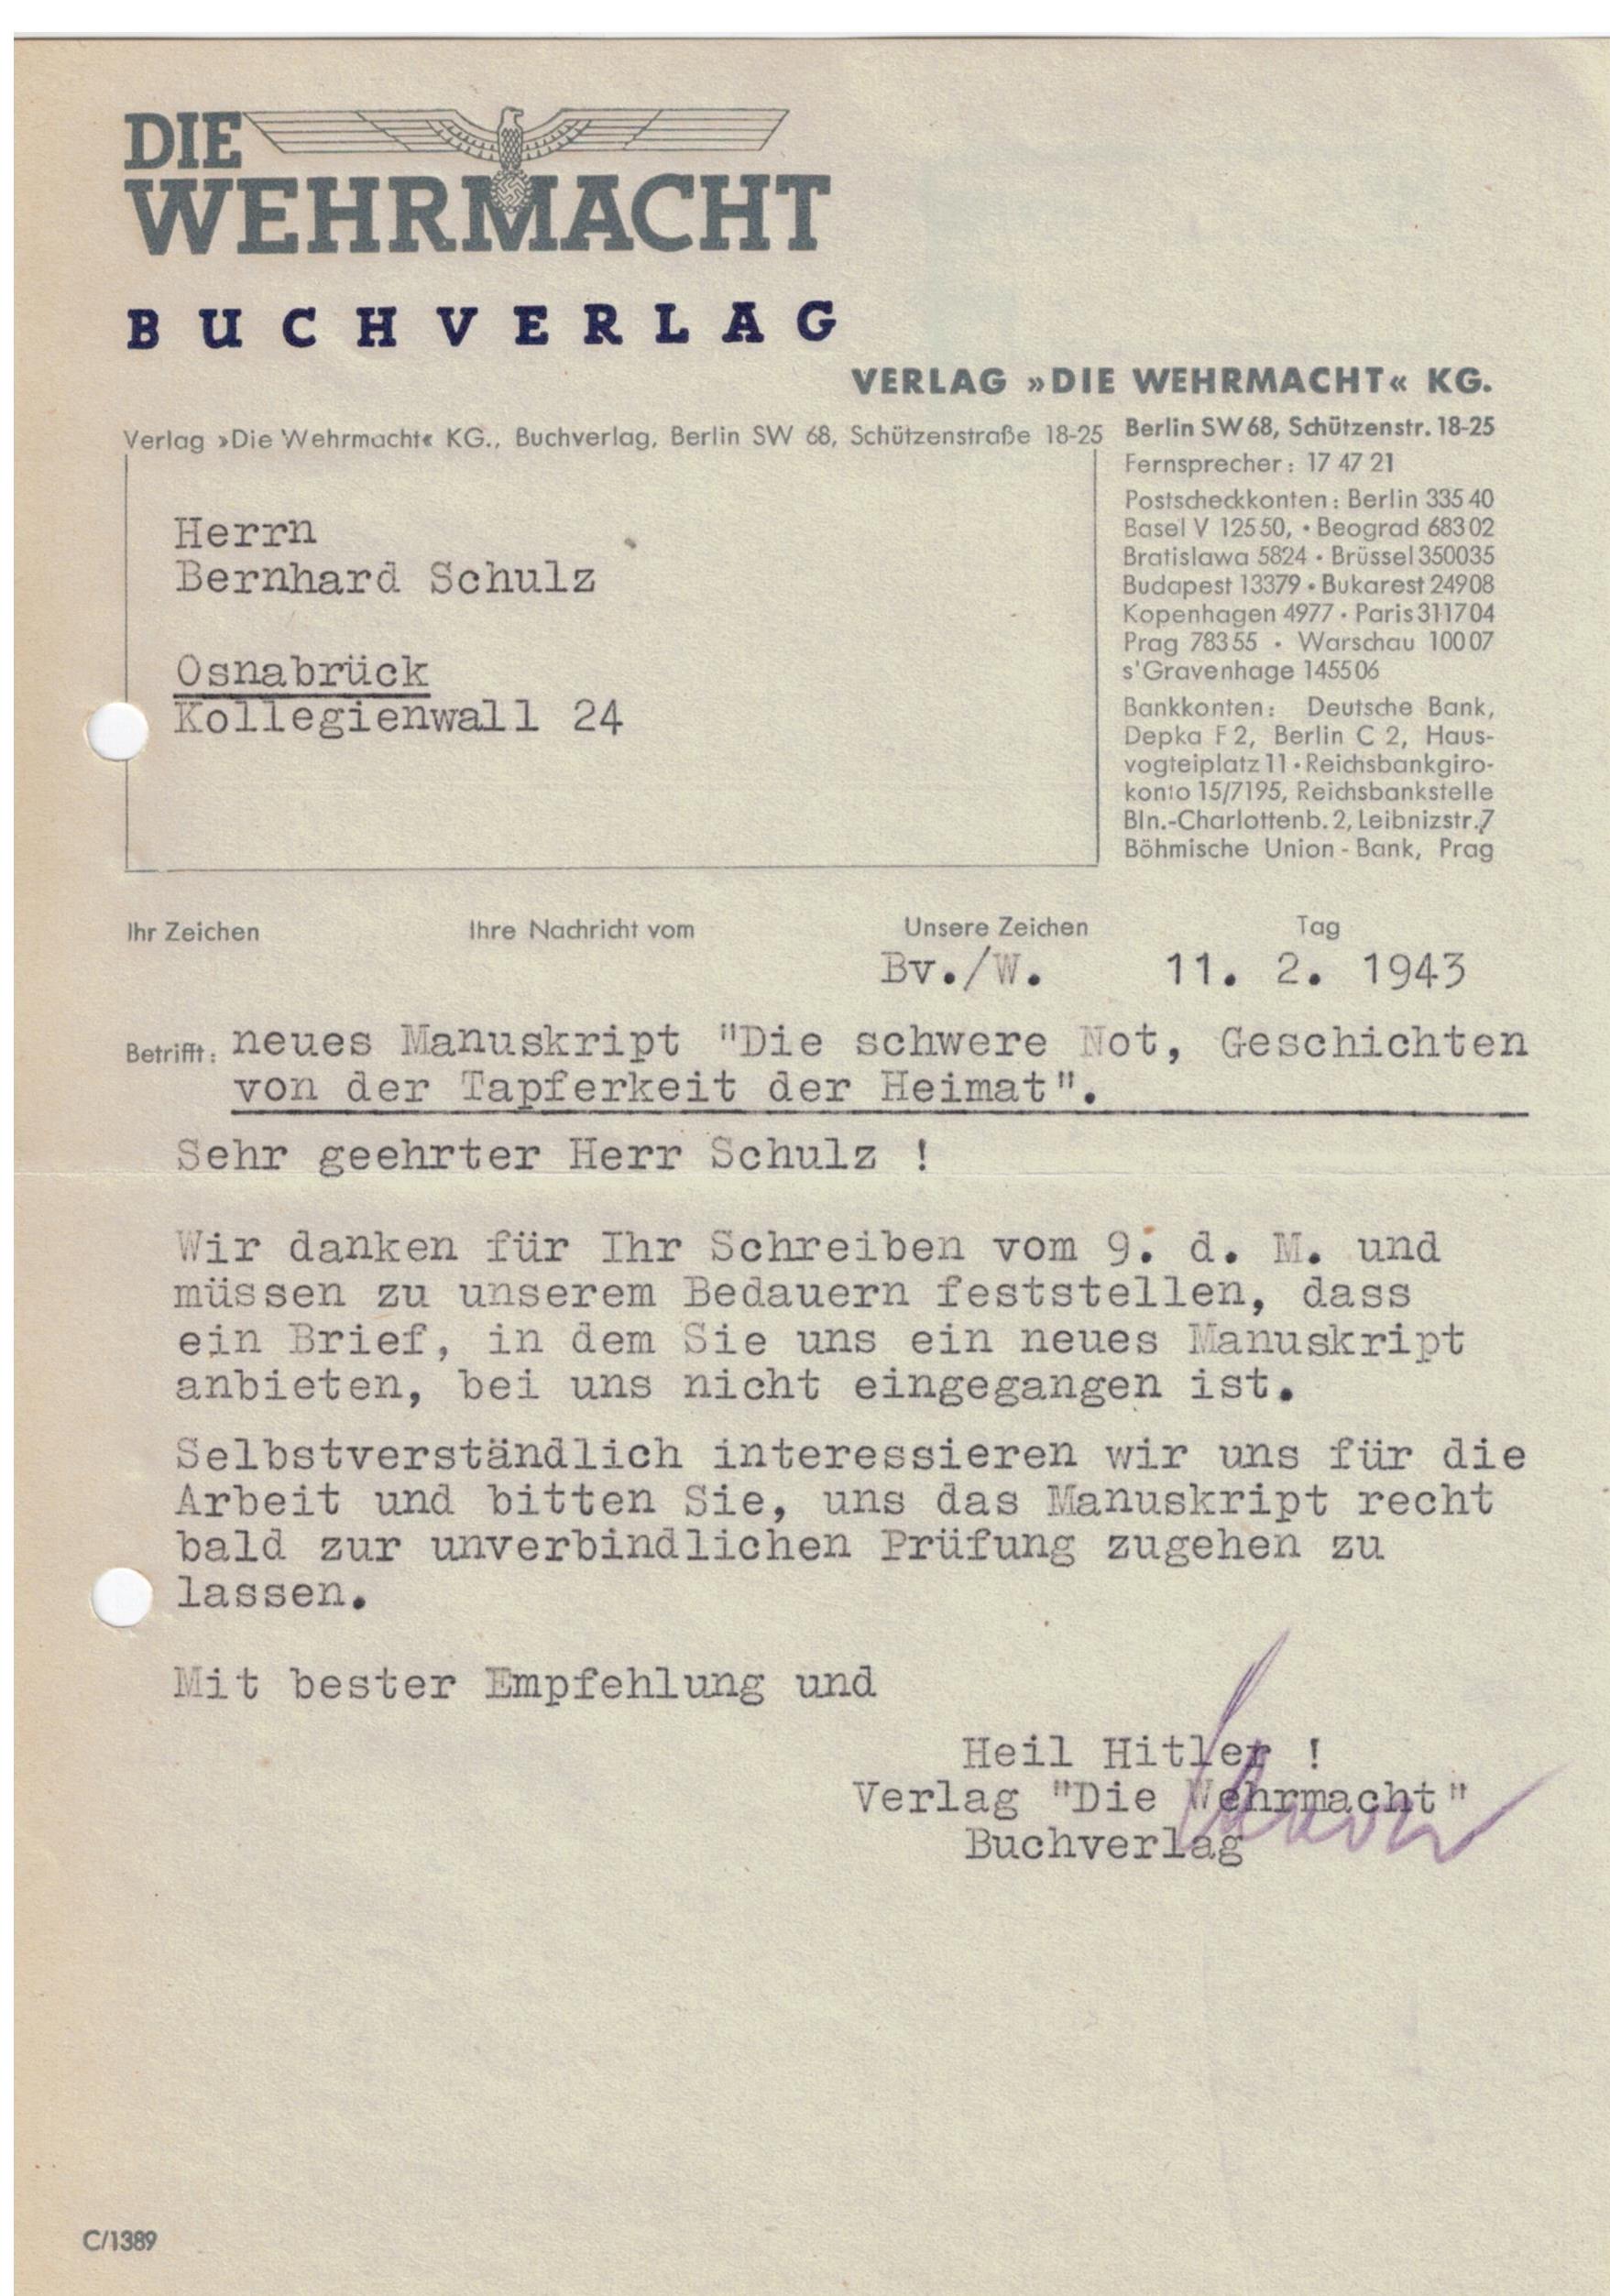 DIE
WEHRMACHT
BUCHVERLAG
VERLAG »DIE WEHRMACHT« KG.
Verlag »Die Wehrmacht« KG., Buchverlag, Berlin SW 68, Schützenstraße 18-25
Berlin SW 68, Schützenstr. 18-25
Fernsprecher: 17 47 21
Postscheckkonten: Berlin 335 40
Basel V 125 50, • Beograd 683 02
Bratislawa 5824 • Brüssel 350035
Budapest 13379 • Bukarest 24908
Kopenhagen 4977 • Paris 311704
Prag 783 55 • Warschau 100 07
s'Gravenhage 1455 06
Bankkonten: Deutsche Bank,
Depka F 2, Berlin C 2, Haus-
vogteiplatz 11 • Reichsbankgiro-
konto 15/7195, Reichsbankstelle
Bln.-Charlottenb. 2, Leibnizstr. 7
Böhmische Union-Bank, Prag
Herrn
Bernhard Schulz
Osnabrück
Kollegienwall 24
Ihr Zeichen Ihre Nachricht vom Unsere Zeichen Tag
Bv./W. 11. 2. 1943
Betrifft: neues Manuskript "Die schwere Not, Geschichten
von der Tapferkeit der Heimat".
Sehr geehrter Herr Schulz !
Wir danken für Ihr Schreiben vom 9. d. M. und
müssen zu unserem Bedauern feststellen, dass
ein Brief, in dem Sie uns ein neues Manuskript
anbieten, bei uns nicht eingegangen ist.
Selbstverständlich interessieren wir uns für die
Arbeit und bitten Sie, uns das Manuskript recht
bald zur unverbindlichen Prüfung zugehen zu
lassen.
Mit bester Empfehlung und
Heil Hitler !
Verlag "Die Wehrmacht"
Buchverlag
C/1389